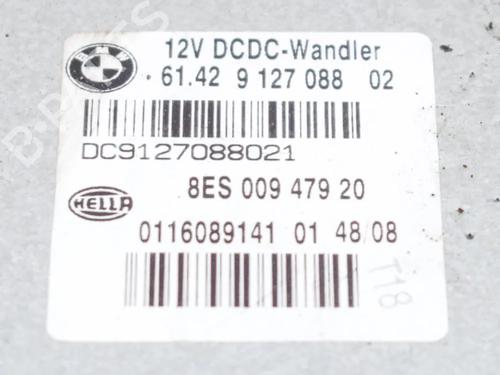 BMW
12V DCDC-Wandler
61.42 9 127 088 02
DC9127088021
HELLA
8ES 009 479 20
0116089141 01 48/08
T18